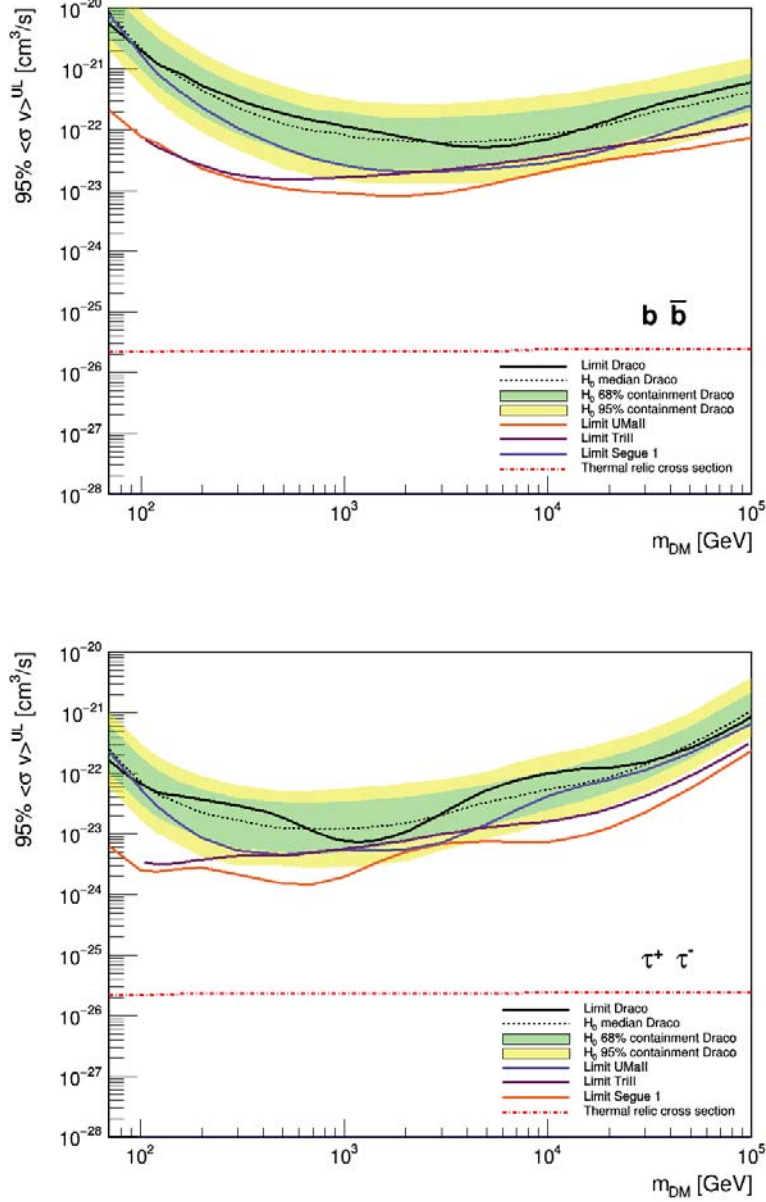 10⁻²⁰
10⁻²¹
10⁻²²
10⁻²³
10⁻²⁴
10⁻²⁵
10⁻²⁶
10⁻²⁷
10⁻²⁸
95% <σ v>ᵁᴸ [cm³/s]
b b̅
Limit Draco
H₀ median Draco
H₀ 68% containment Draco
H₀ 95% containment Draco
Limit UMaII
Limit TriII
Limit Segue 1
Thermal relic cross section
10² 10³ 10⁴ 10⁵
m_DM [GeV]
10⁻²⁰
10⁻²¹
10⁻²²
10⁻²³
10⁻²⁴
10⁻²⁵
10⁻²⁶
10⁻²⁷
10⁻²⁸
95% <σ v>ᵁᴸ [cm³/s]
τ⁺ τ⁻
Limit Draco
H₀ median Draco
H₀ 68% containment Draco
H₀ 95% containment Draco
Limit UMaII
Limit TriII
Limit Segue 1
Thermal relic cross section
10² 10³ 10⁴ 10⁵
m_DM [GeV]